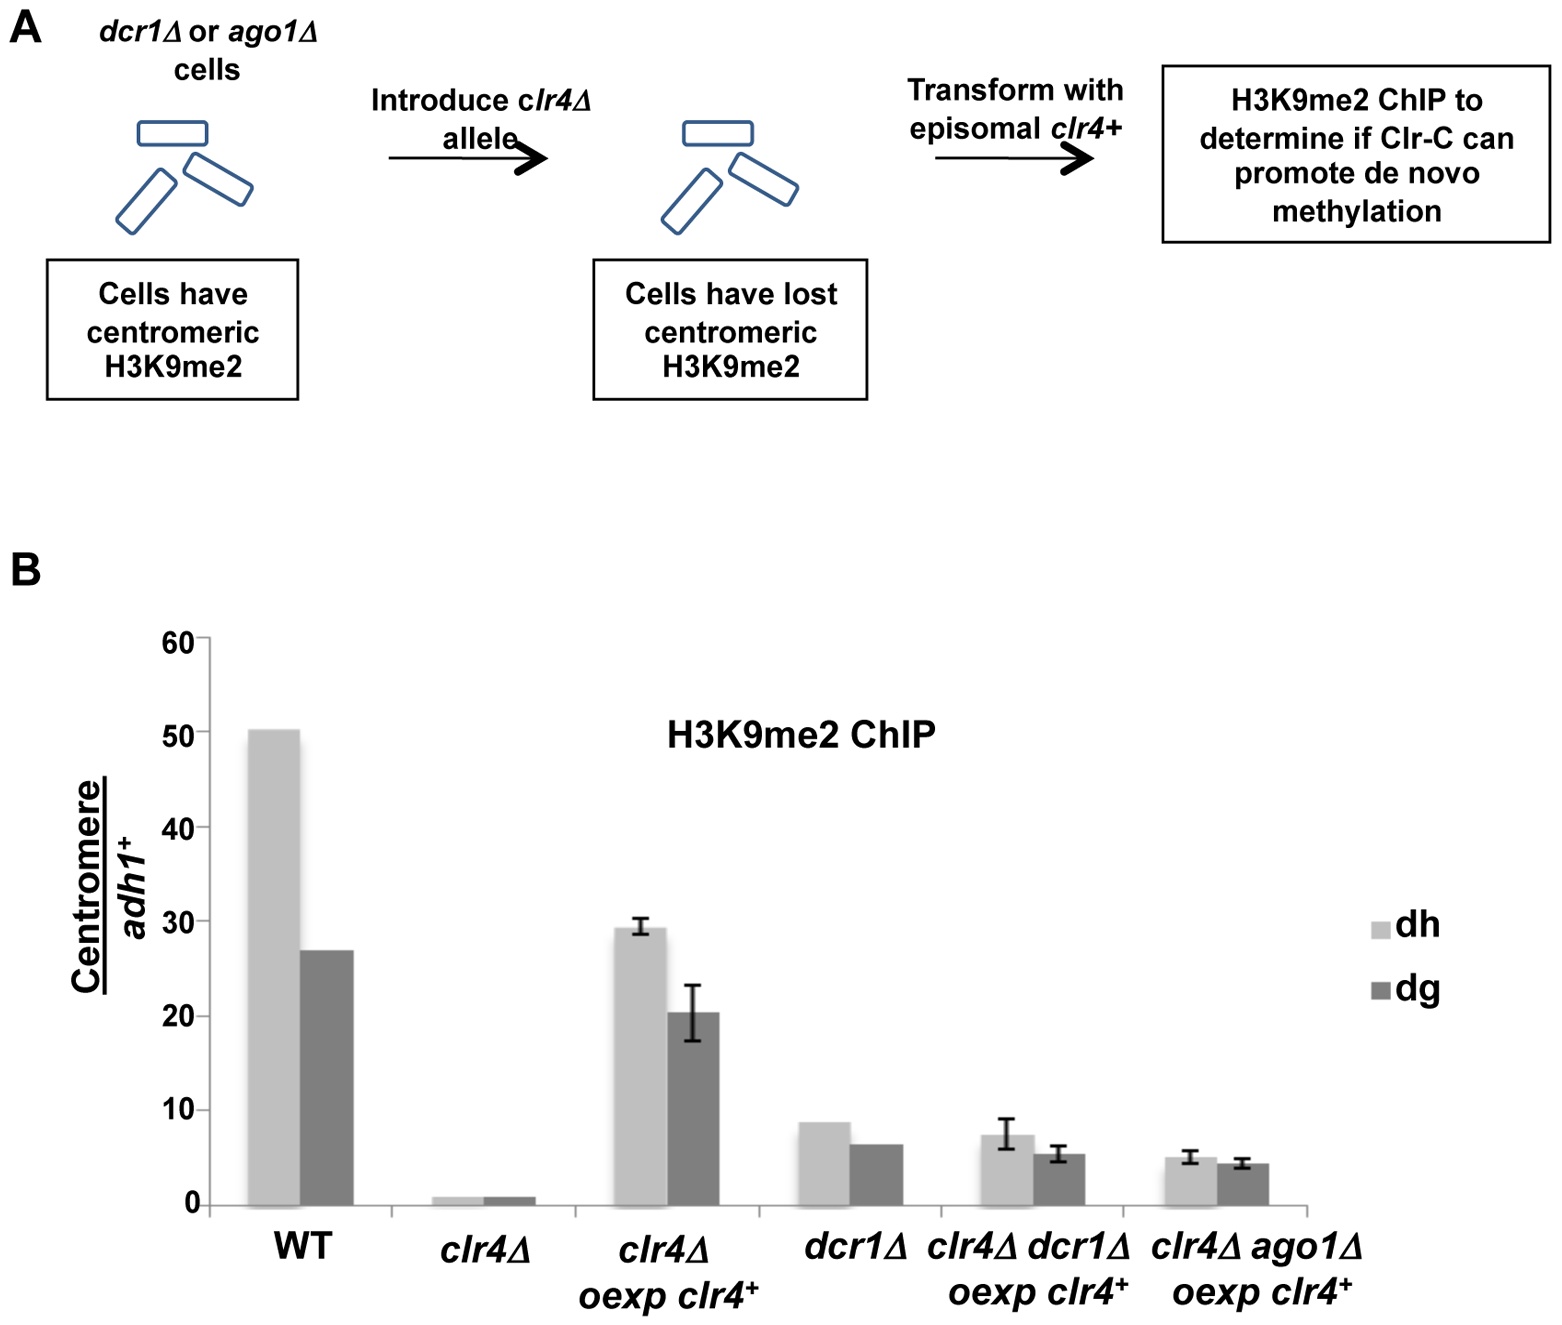 A
dcr1Δ or ago1Δ
cells
Introduce clr4Δ
allele
Transform with
episomal clr4+
H3K9me2 ChIP to
determine if Clr-C can
promote de novo
methylation
Cells have
centromeric
H3K9me2
Cells have lost
centromeric
H3K9me2
B
H3K9me2 ChIP
Centromere
adh1+
60
50
40
30
20
10
0
dh
dg
WT
clr4Δ
clr4Δ
oexp clr4+
dcr1Δ
clr4Δ dcr1Δ
oexp clr4+
clr4Δ ago1Δ
oexp clr4+